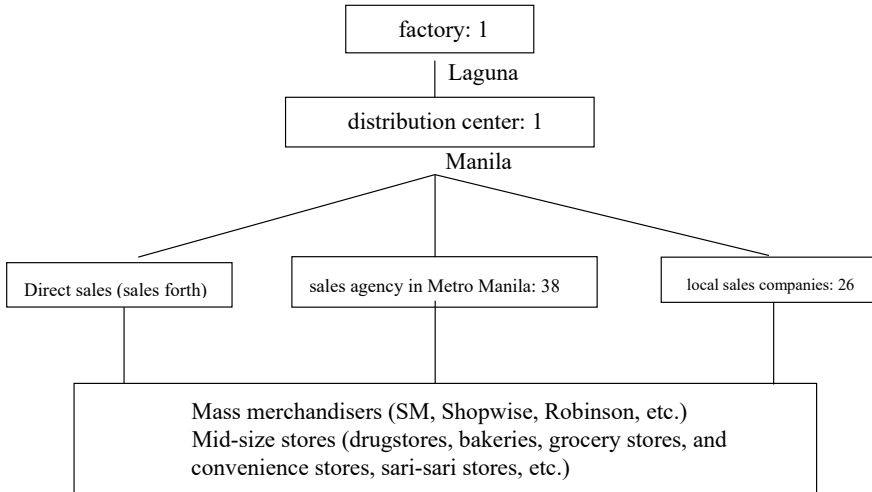 factory: 1
Laguna
distribution center: 1
Manila
Direct sales (sales forth)
sales agency in Metro Manila: 38
local sales companies: 26
Mass merchandisers (SM, Shopwise, Robinson, etc.)
Mid-size stores (drugstores, bakeries, grocery stores, and
convenience stores, sari-sari stores, etc.)